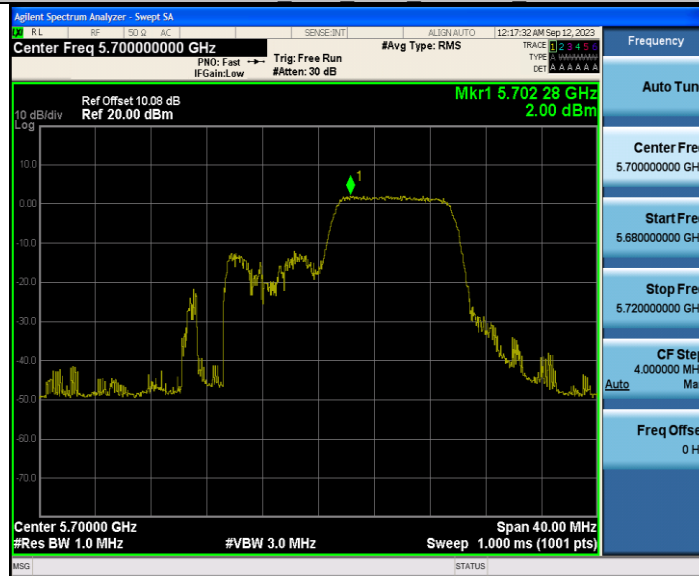 Agilent Spectrum Analyzer - Swept SA
RL RF 50 Ω AC SENSE:INT ALIGN AUTO 12:17:32 AM Sep 12, 2023
Center Freq 5.700000000 GHz
PNO: Fast
IFGain:Low
Trig: Free Run
#Atten: 30 dB
#Avg Type: RMS
TRACE 1 2 3 4 5 6
TYPE A WWWWW
DET A A A A A A
Ref Offset 10.08 dB
Ref 20.00 dBm
10 dB/div
Log
Mkr1 5.702 28 GHz
2.00 dBm
10.0
0.00
-10.0
-20.0
-30.0
-40.0
-50.0
-60.0
-70.0
1
Center 5.70000 GHz
Span 40.00 MHz
#Res BW 1.0 MHz
#VBW 3.0 MHz
Sweep 1.000 ms (1001 pts)
MSG
STATUS
Frequency
Auto Tun
Center Fre
5.700000000 GH
Start Fre
5.680000000 GH
Stop Fre
5.720000000 GH
CF Ste
4.000000 MH
Auto Ma
Freq Offse
0 H